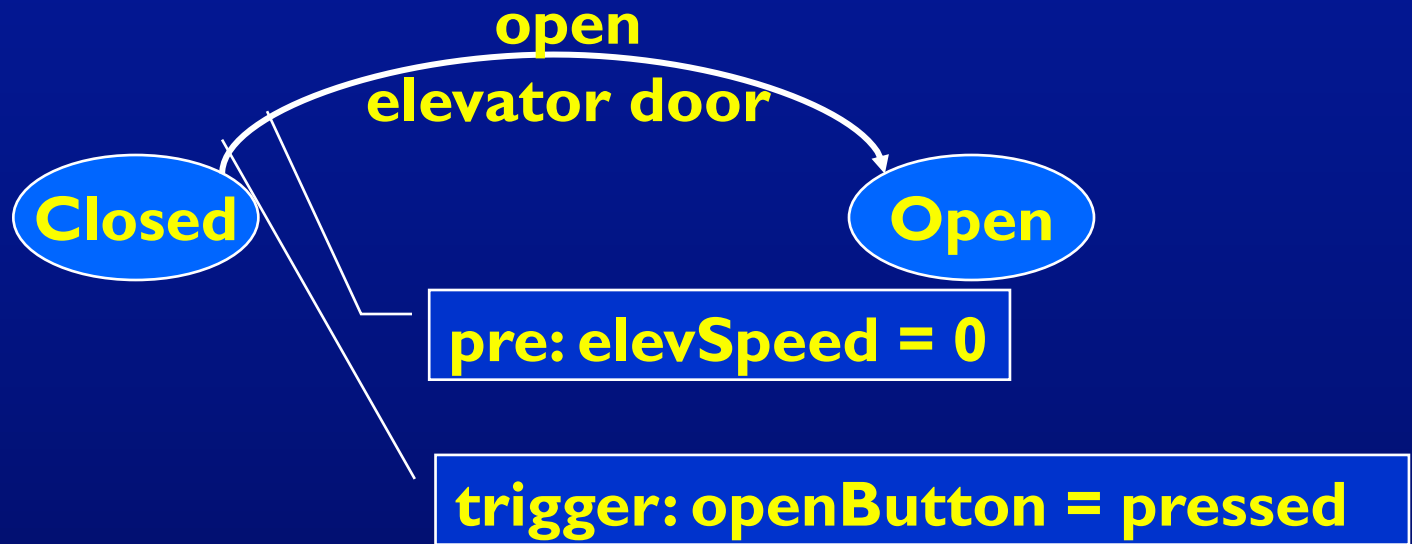 open
elevator door
Closed
Open
pre: elevSpeed = 0
trigger: openButton = pressed